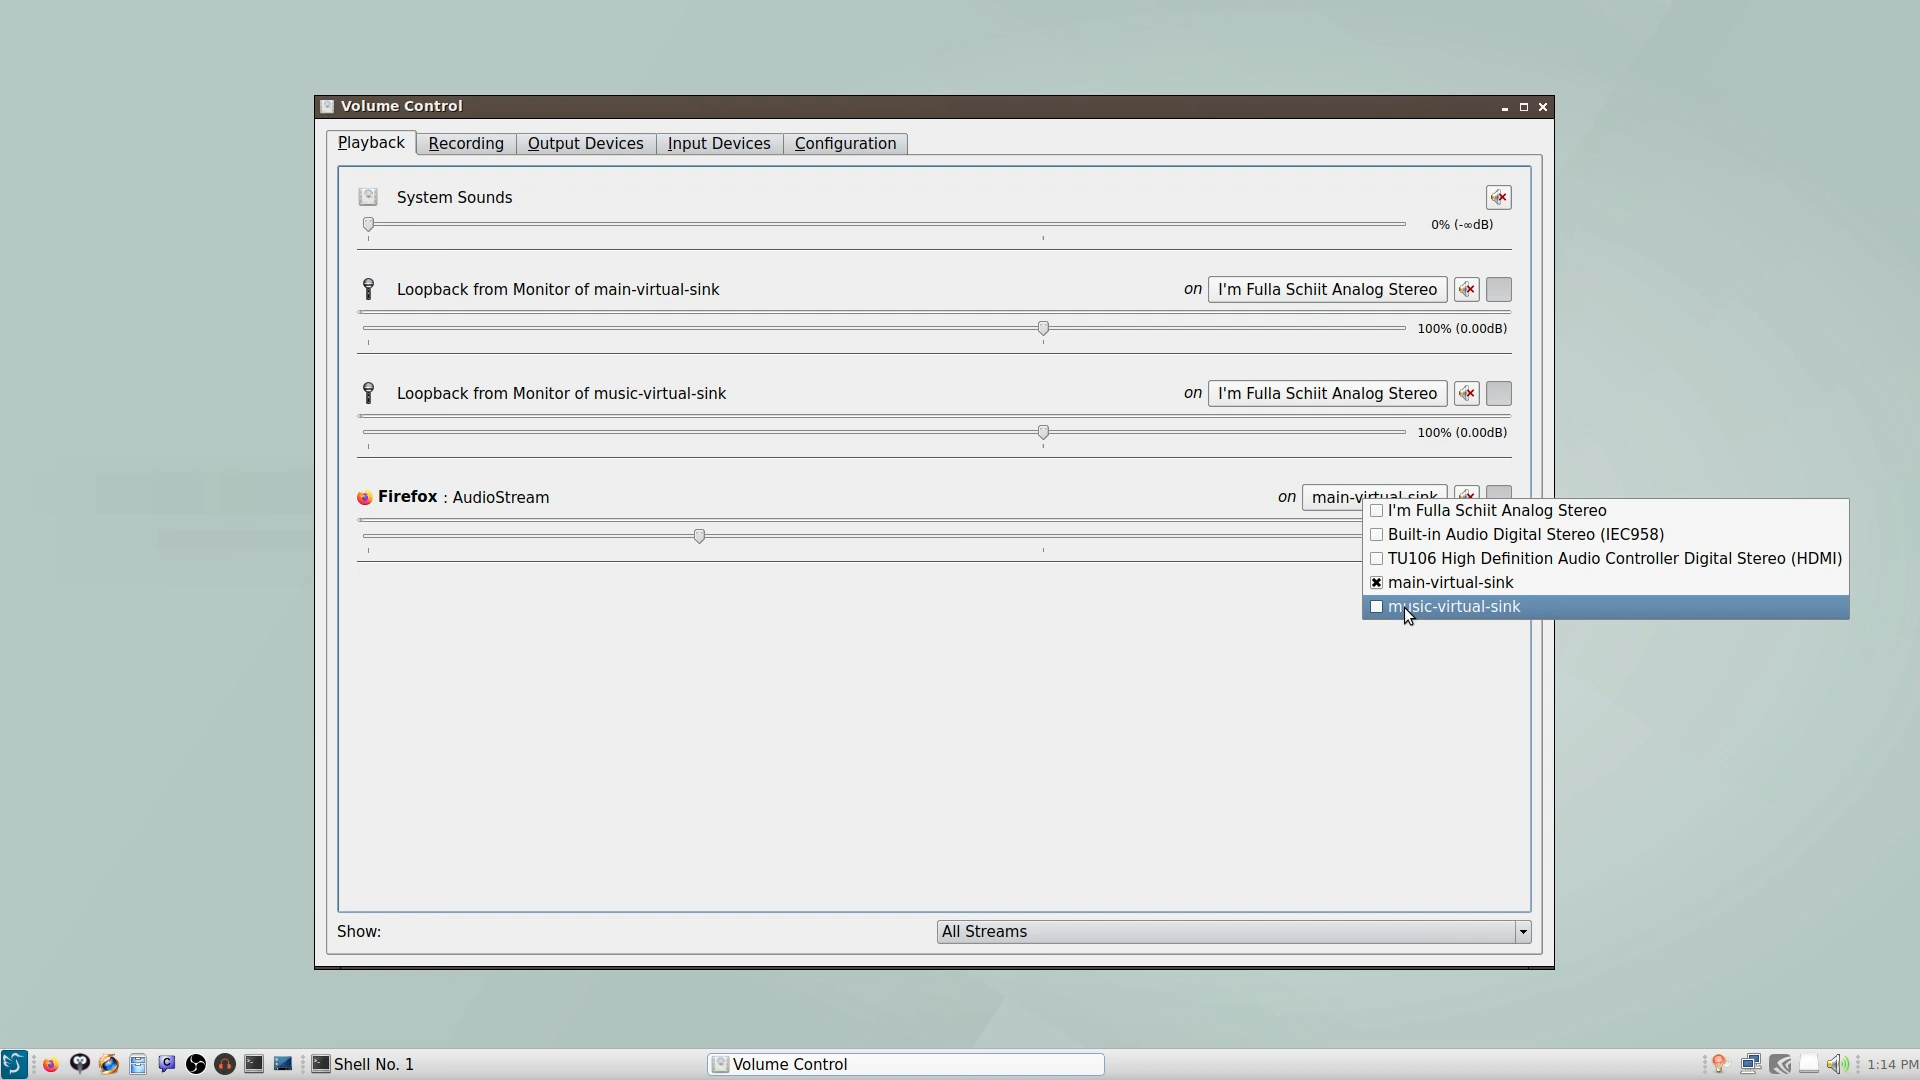 Volume Control
Playback Recording Output Devices Input Devices Configuration
System Sounds
0% (-∞dB)
Loopback from Monitor of main-virtual-sink on I'm Fulla Schiit Analog Stereo
100% (0.00dB)
Loopback from Monitor of music-virtual-sink on I'm Fulla Schiit Analog Stereo
100% (0.00dB)
Firefox : AudioStream on main-virtual-sink
I'm Fulla Schiit Analog Stereo
Built-in Audio Digital Stereo (IEC958)
TU106 High Definition Audio Controller Digital Stereo (HDMI)
main-virtual-sink
music-virtual-sink
Show: All Streams
Shell No. 1 Volume Control 1:14 PM